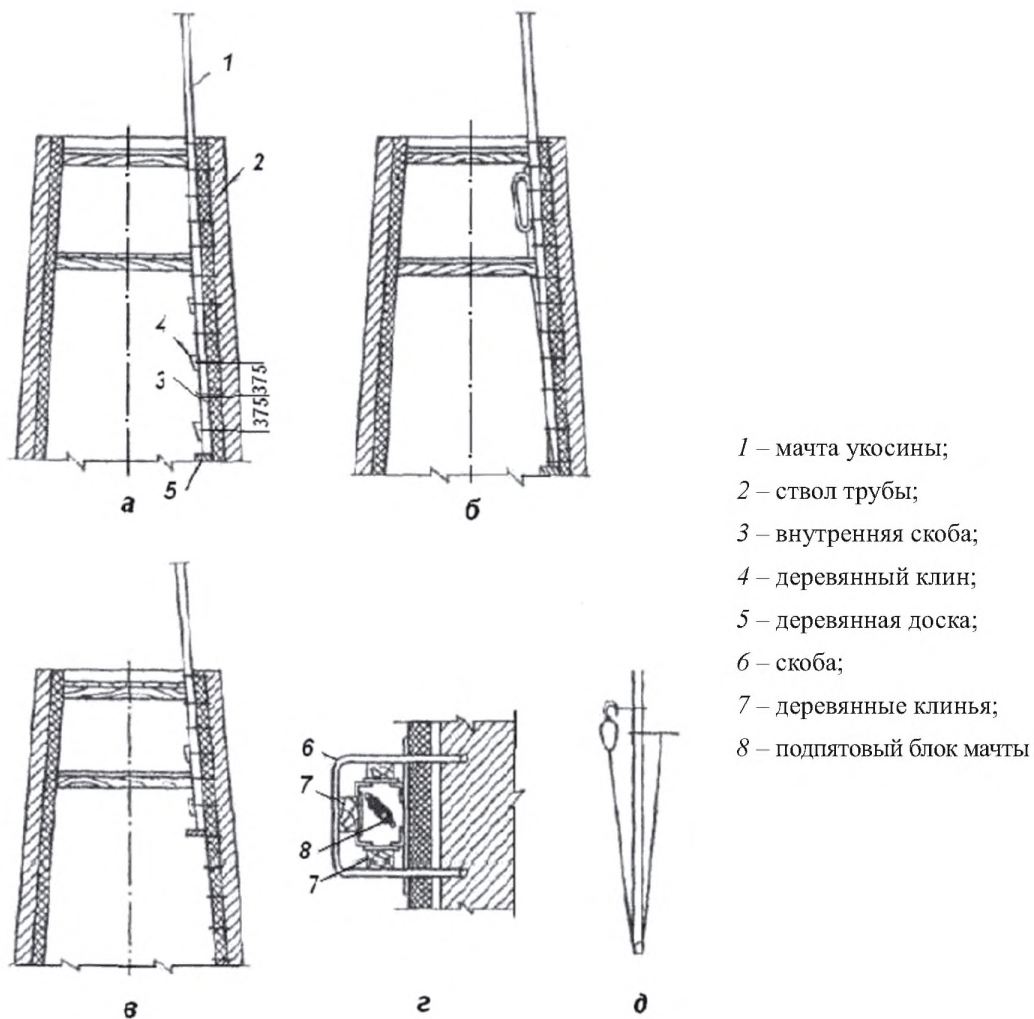 1
2
4
3
375
375
5
а
б
1 – мачта укосины;
2 – ствол трубы;
3 – внутренняя скоба;
4 – деревянный клин;
5 – деревянная доска;
6 – скоба;
7 – деревянные клинья;
8 – подпятовый блок мачты
6
7
8
7
в
г
д